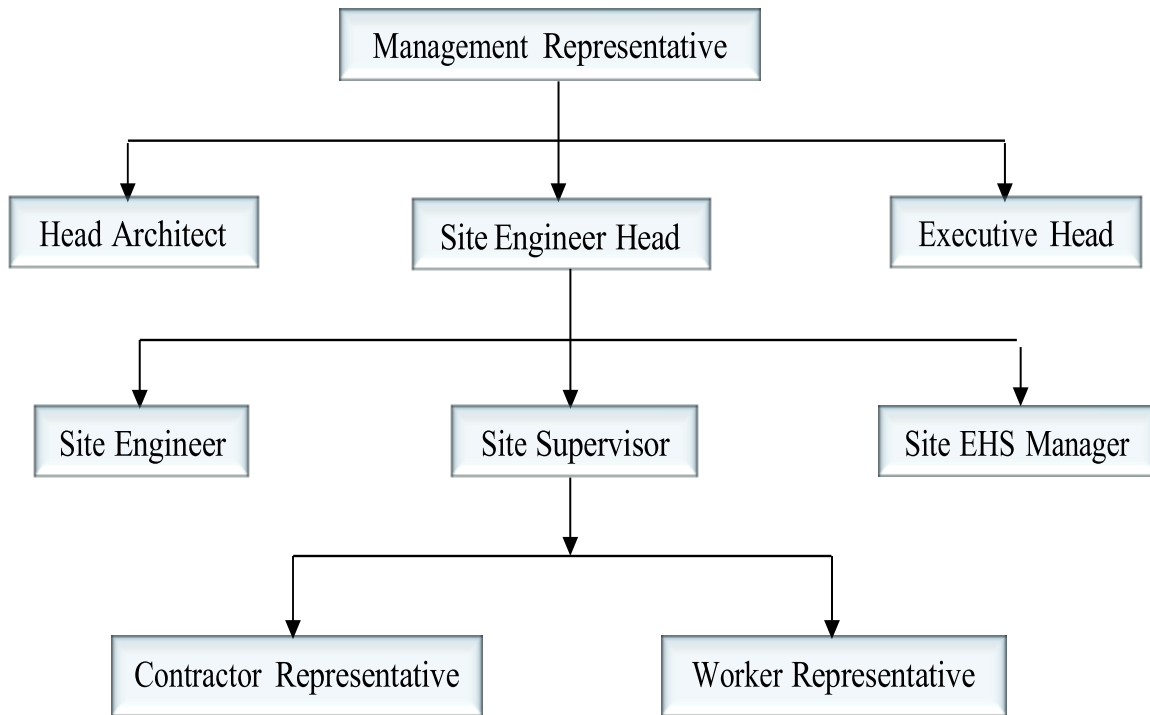 Management Representative
Head Architect
Site Engineer Head
Executive Head
Site Engineer
Site Supervisor
Site EHS Manager
Contractor Representative
Worker Representative